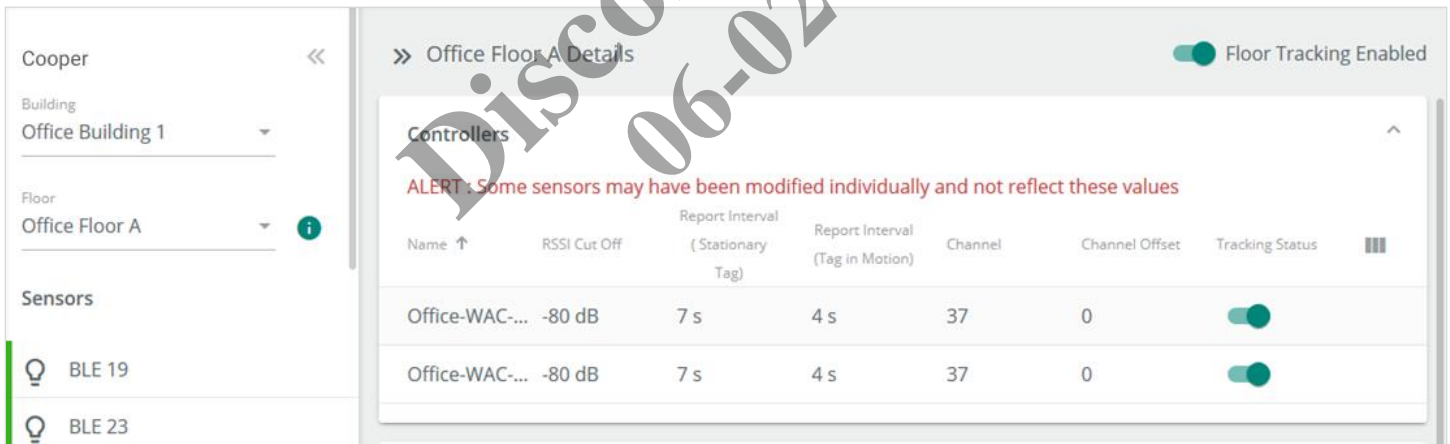 Cooper
Building
Office Building 1
Floor
Office Floor A
Sensors
BLE 19
BLE 23
Office Floor A Details
Floor Tracking Enabled
Controllers
ALERT : Some sensors may have been modified individually and not reflect these values
Name RSSI Cut Off Report Interval ( Stationary Tag) Report Interval (Tag in Motion) Channel Channel Offset Tracking Status
Office-WAC-... -80 dB 7 s 4 s 37 0
Office-WAC-... -80 dB 7 s 4 s 37 0